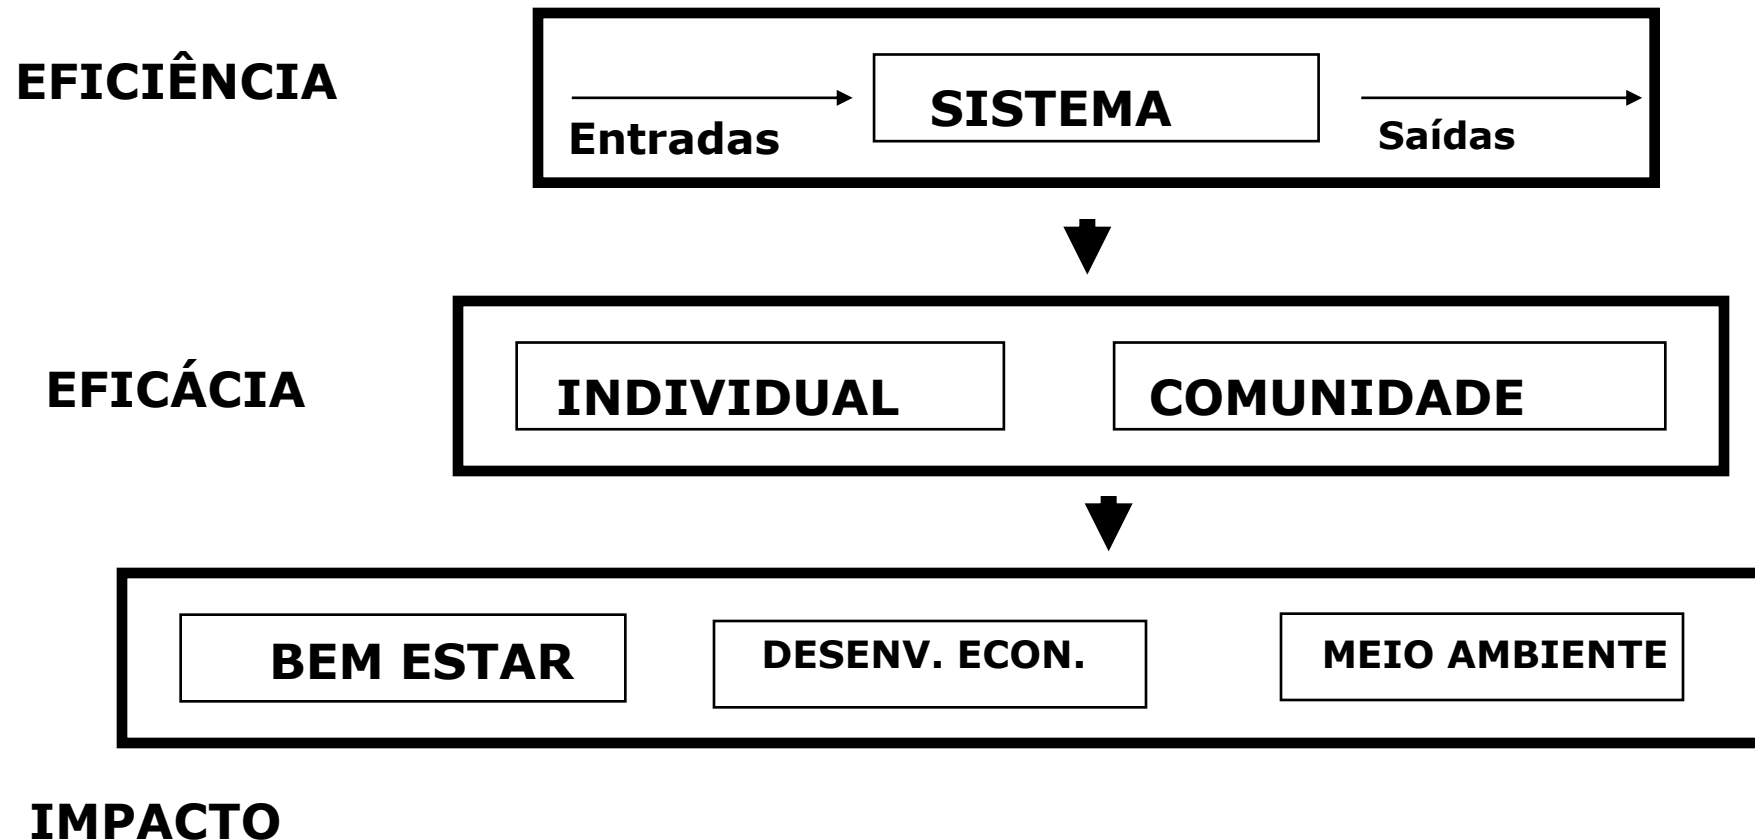 EFICIÊNCIA
SISTEMA
Entradas
Saídas
EFICÁCIA
INDIVIDUAL
COMUNIDADE
BEM ESTAR
DESENV. ECON.
MEIO AMBIENTE
IMPACTO